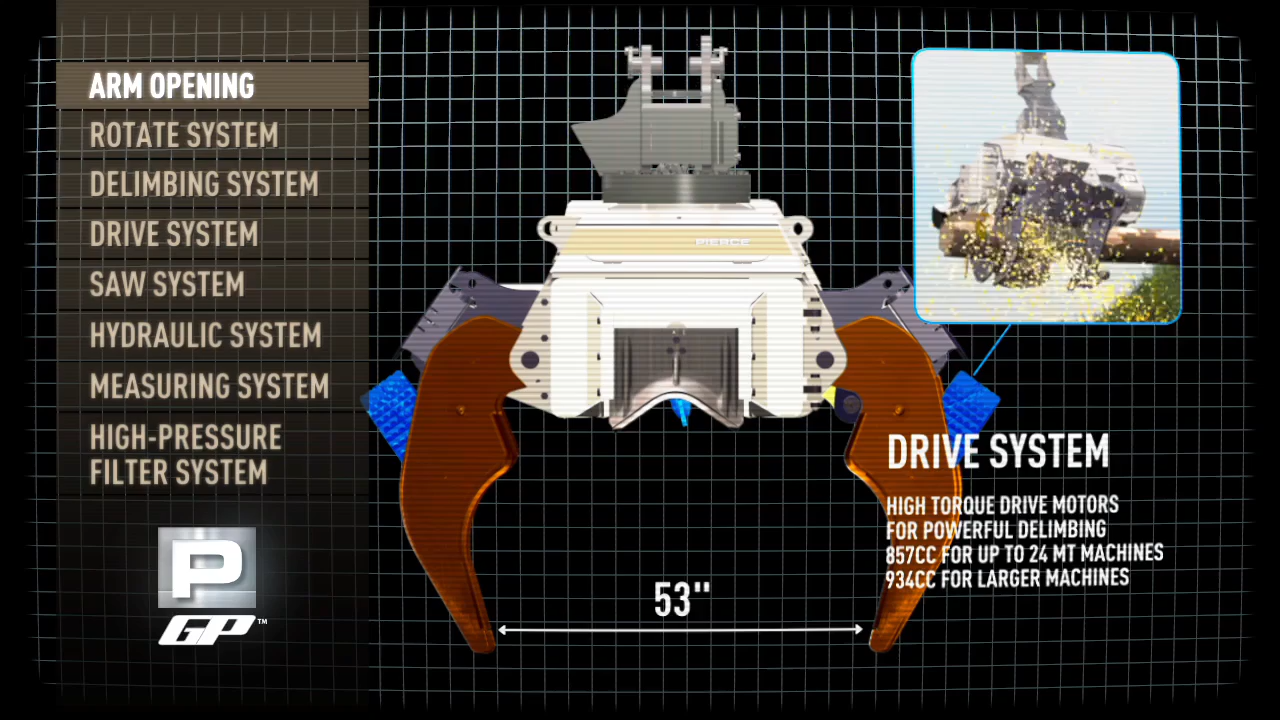 ARM OPENING
ROTATE SYSTEM
DELIMBING SYSTEM
DRIVE SYSTEM
SAW SYSTEM
HYDRAULIC SYSTEM
MEASURING SYSTEM
HIGH-PRESSURE
FILTER SYSTEM
P
GP™
PIERCE
53"
DRIVE SYSTEM
HIGH TORQUE DRIVE MOTORS
FOR POWERFUL DELIMBING
857CC FOR UP TO 24 MT MACHINES
934CC FOR LARGER MACHINES